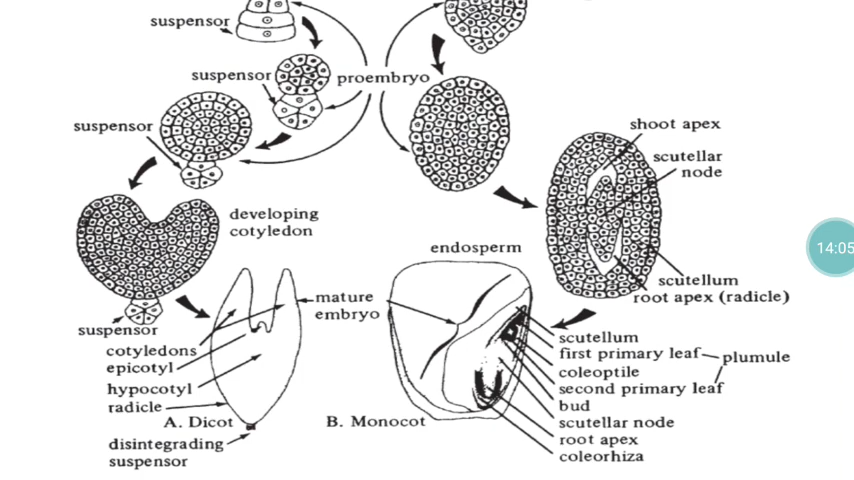 suspensor
suspensor
proembryo
suspensor
shoot apex
scutellar
node
developing
cotyledon
endosperm
14:05
scutellum
root apex (radicle)
mature
embryo
suspensor
cotyledons
epicotyl
hypocotyl
radicle
A. Dicot
disintegrating
suspensor
B. Monocot
scutellum
first primary leaf
plumule
coleoptile
second primary leaf
bud
scutellar node
root apex
coleorhiza